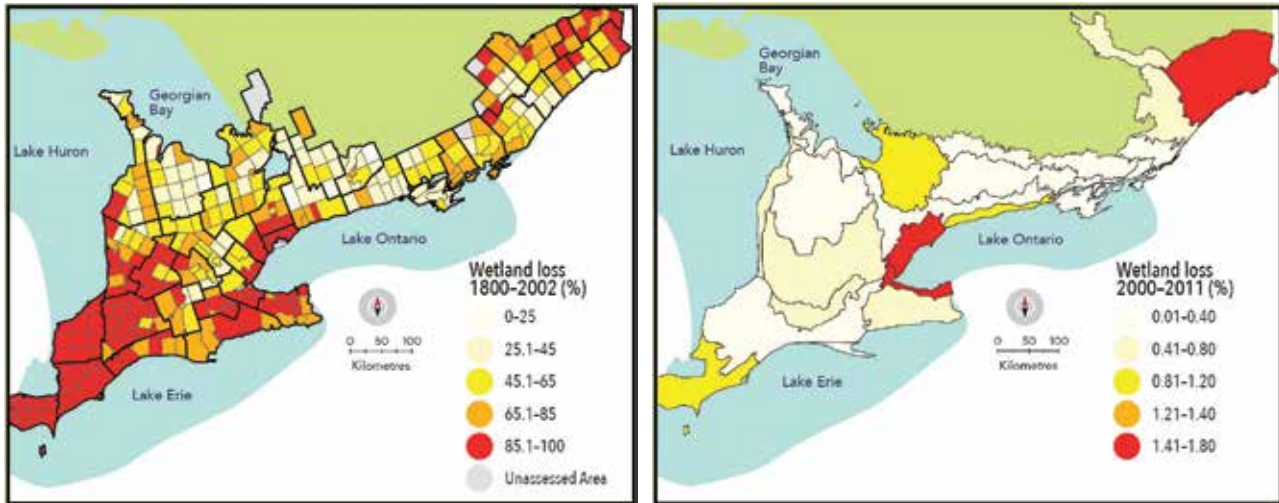 Georgian
Bay
Lake Huron
Lake Ontario
Lake Erie
Wetland loss
1800–2002 (%)
0–25
25.1–45
45.1–65
65.1–85
85.1–100
Unassessed Area
0 50 100
Kilometres
Georgian
Bay
Lake Huron
Lake Ontario
Lake Erie
Wetland loss
2000–2011 (%)
0.01–0.40
0.41–0.80
0.81–1.20
1.21–1.40
1.41–1.80
0 50 100
Kilometres